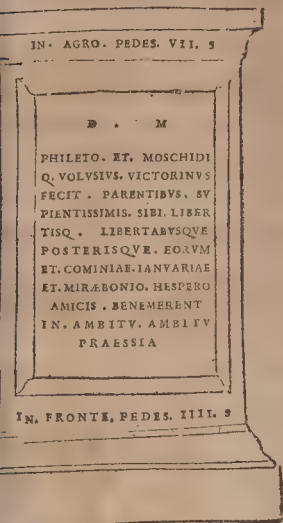 IN. AGRO. PEDES. VII. S
D . M
PHILETO. ET. MOSCHIDI
Q. VOLVSIVS. VICTORINVS
FECIT . PARENTIBVS. SV
PIENTISSIMIS. SIBI. LIBER
TISQ . LIBERTABVSQVE
POSTERISQVE. EORVM
ET. COMINIAE. IANVARIAE
ET. MIRÆBONIO. HESPERO
AMICIS . BENEMERENT
IN. AMBITV. AMBITV
PRAESSIA
IN. FRONTE, PEDES. IIII. S